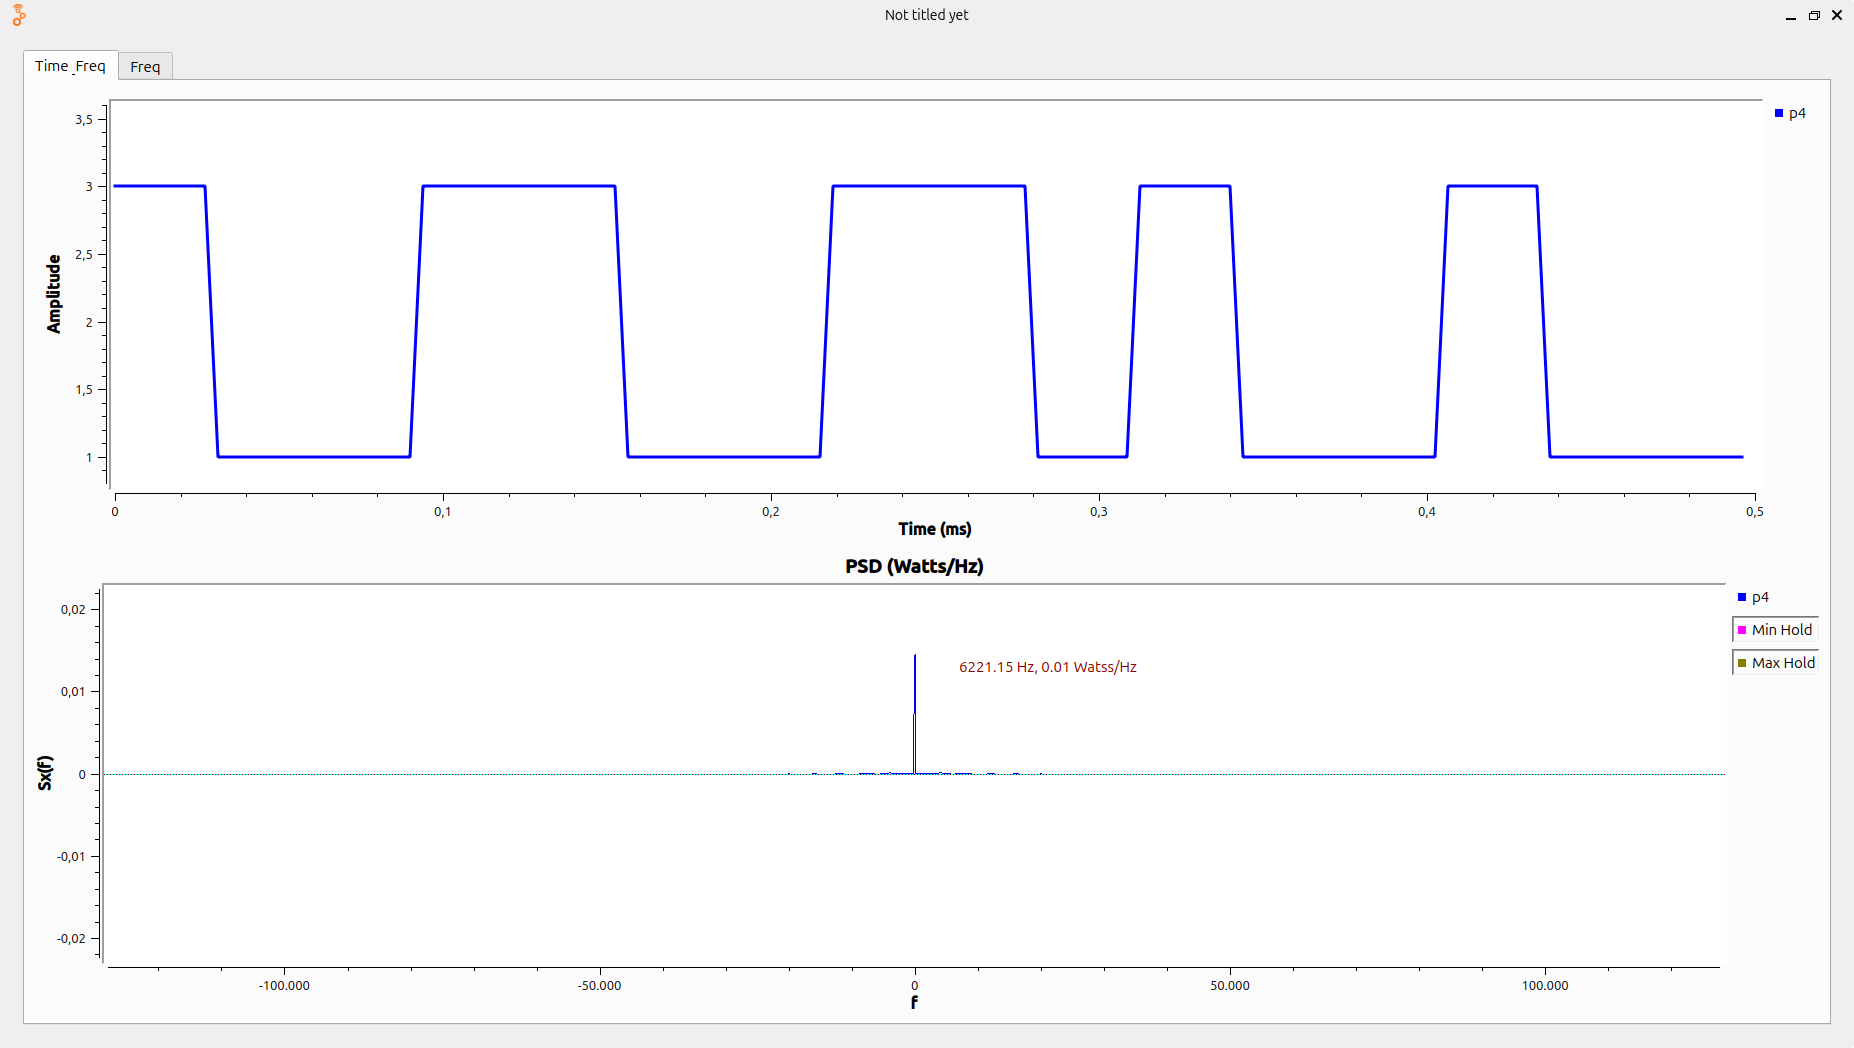 Not titled yet
Time_Freq
Freq
3,5
3
2,5
2
1,5
1
Amplitude
p4
0
0,1
0,2
0,3
0,4
0,5
Time (ms)
PSD (Watts/Hz)
0,02
0,01
0
-0,01
-0,02
Sx(f)
6221.15 Hz, 0.01 Watss/Hz
p4
Min Hold
Max Hold
-100.000
-50.000
0
50.000
100.000
f